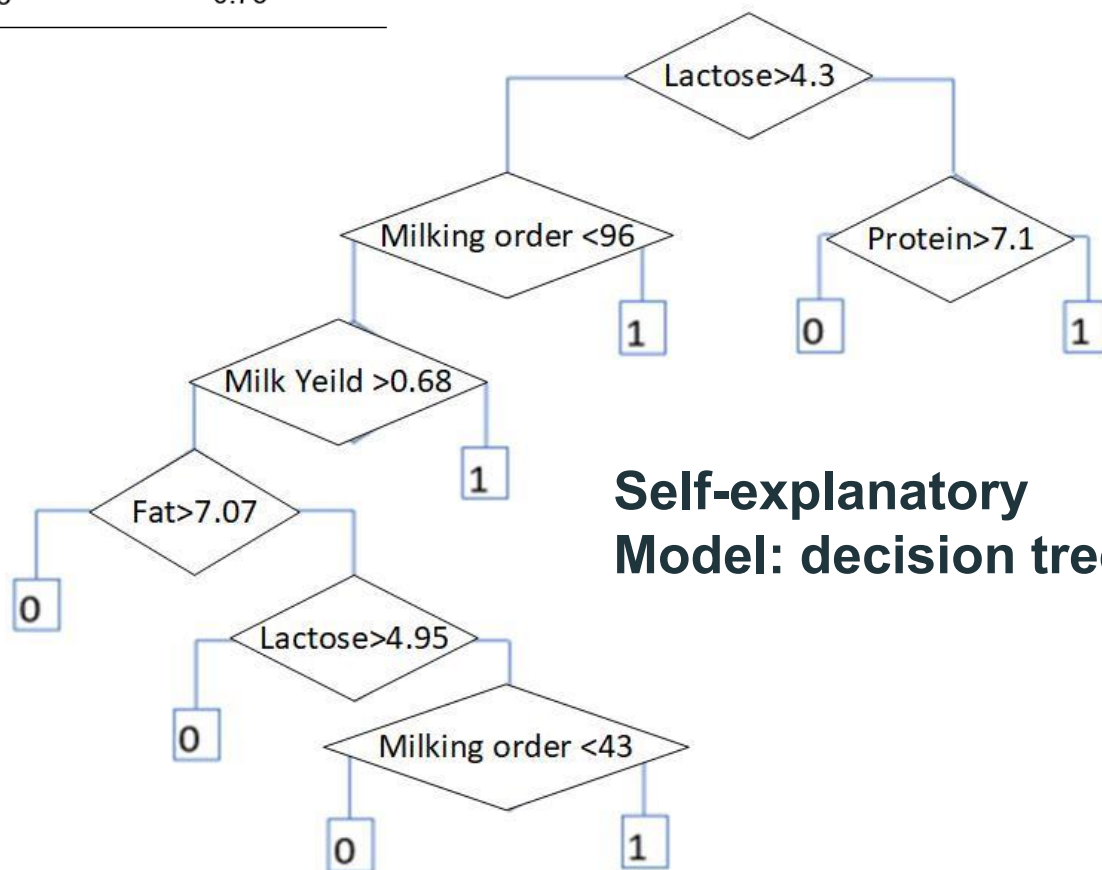 Lactose>4.3
Milking order <96
Protein>7.1
1
0
1
Milk Yeild >0.68
1
Fat>7.07
0
Self-explanatory
Model: decision tree
Lactose>4.95
0
Milking order <43
0
1